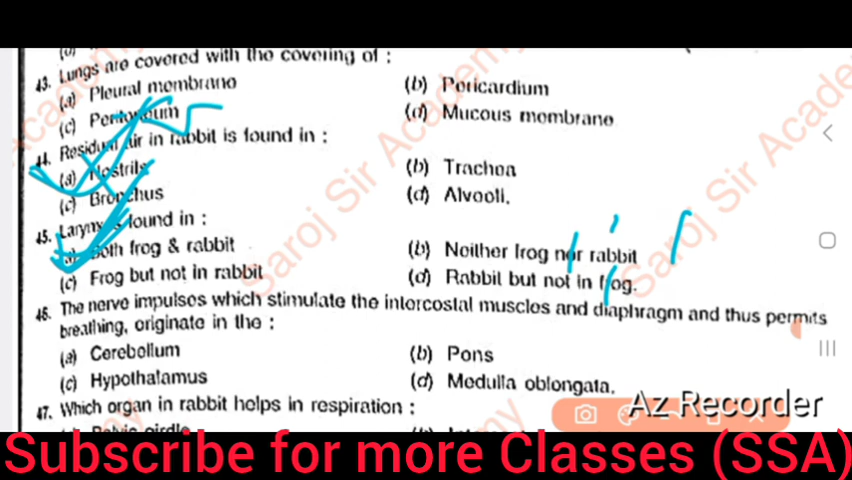 43. Lungs are covered with the covering of :
(a) Pleural membrane (b) Pericardium
(c) Peritoneum (d) Mucous membrane
44. Residual air in rabbit is found in :
(a) Nostrils (b) Trachea
(c) Bronchus (d) Alveoli.
45. Larynx is found in :
(a) Both frog & rabbit (b) Neither frog nor rabbit
(c) Frog but not in rabbit (d) Rabbit but not in frog.
46. The nerve impulses which stimulate the intercostal muscles and diaphragm and thus permits
breathing, originate in the :
(a) Cerebellum (b) Pons
(c) Hypothalamus (d) Medulla oblongata.
47. Which organ in rabbit helps in respiration :
Az Recorder
Subscribe for more Classes (SSA)
Saroj Sir Academy
Saroj Sir Academy